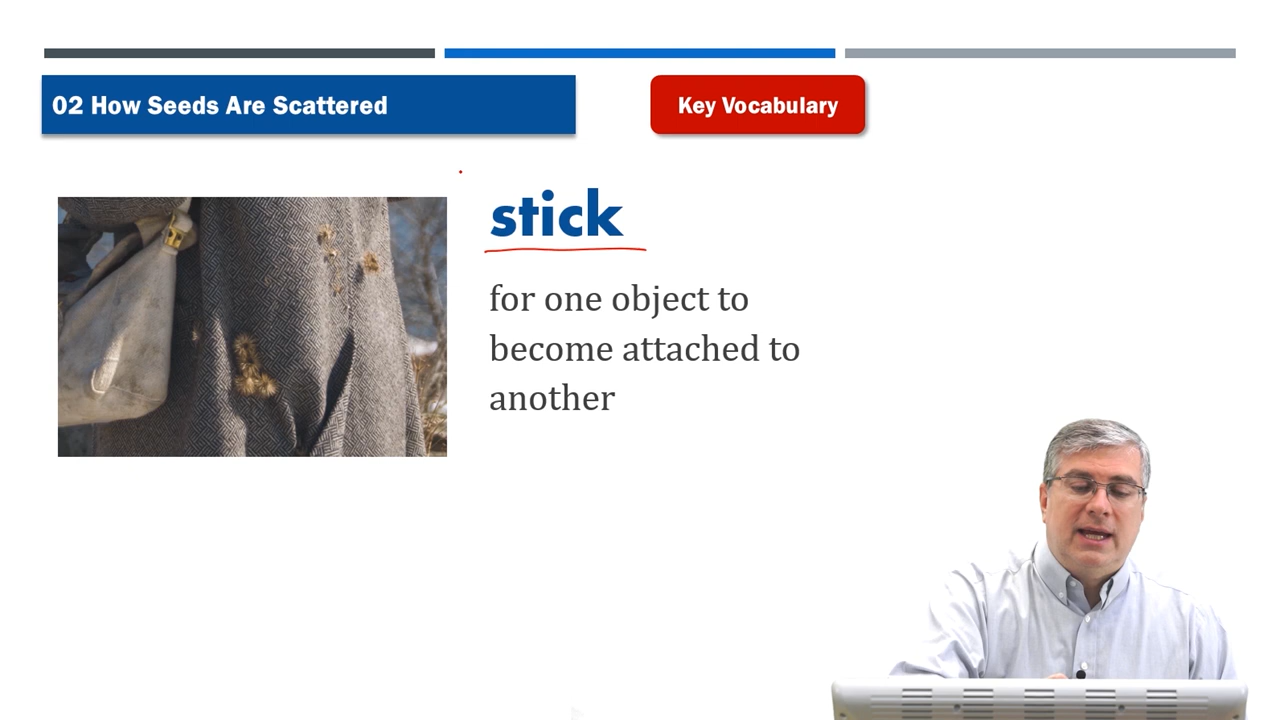 02 How Seeds Are Scattered
Key Vocabulary
stick
for one object to
become attached to
another